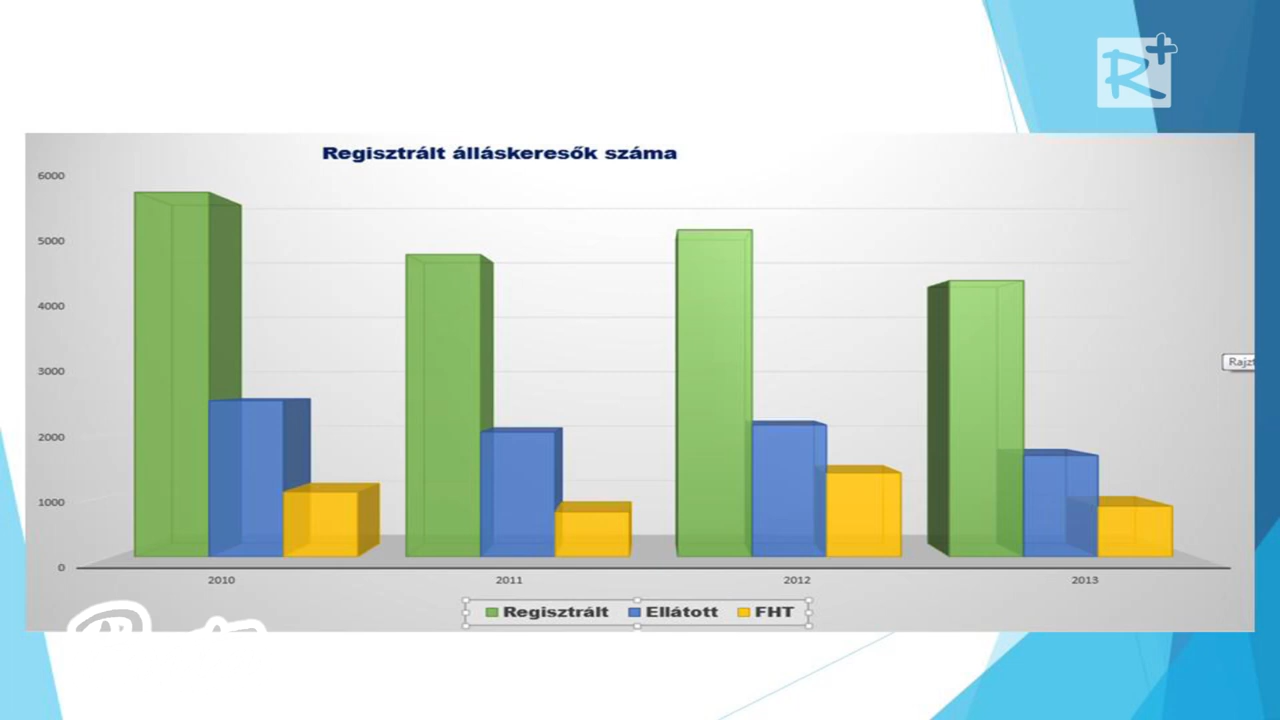 R+
Regisztrált álláskeresők száma
6000
5000
4000
3000
2000
1000
0
2010 2011 2012 2013
Regisztrált Ellátott FHT